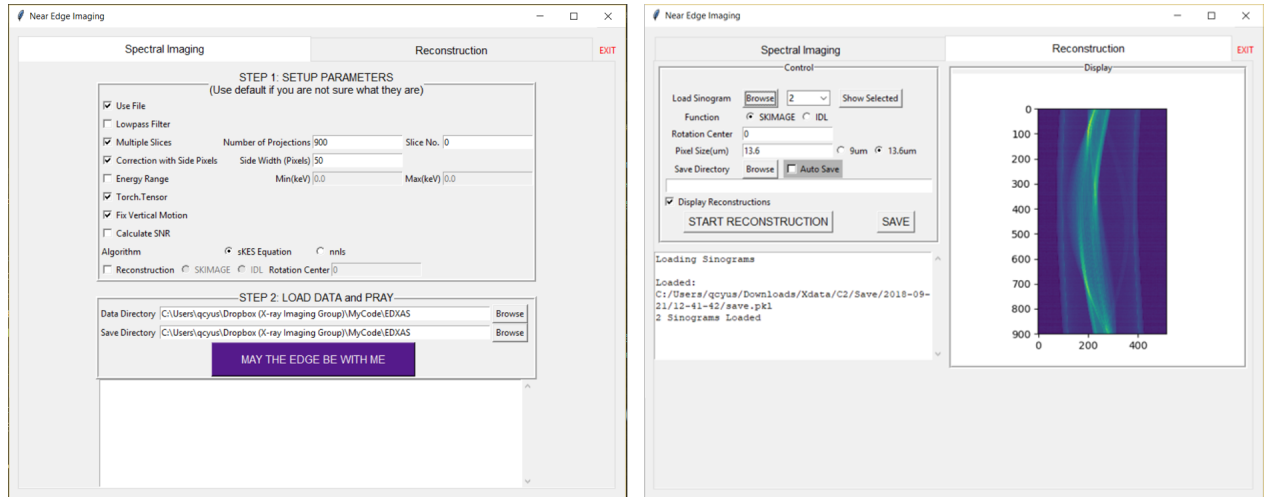 Near Edge Imaging
Spectral Imaging
Reconstruction
EXIT
STEP 1: SETUP PARAMETERS
(Use default if you are not sure what they are)
Use File
Lowpass Filter
Multiple Slices Number of Projections 900 Slice No. 0
Correction with Side Pixels Side Width (Pixels) 50
Energy Range Min(keV) 0.0 Max(keV) 0.0
Torch.Tensor
Fix Vertical Motion
Calculate SNR
Algorithm sKES Equation nnls
Reconstruction SKIMAGE IDL Rotation Center 0
STEP 2: LOAD DATA and PRAY
Data Directory C:\Users\qcyus\Dropbox (X-ray Imaging Group)\MyCode\EDXAS Browse
Save Directory C:\Users\qcyus\Dropbox (X-ray Imaging Group)\MyCode\EDXAS Browse
MAY THE EDGE BE WITH ME
Near Edge Imaging
Spectral Imaging
Reconstruction
EXIT
Control
Load Sinogram Browse 2 Show Selected
Function SKIMAGE IDL
Rotation Center 0
Pixel Size(um) 13.6 9um 13.6um
Save Directory Browse Auto Save
Display Reconstructions
START RECONSTRUCTION SAVE
Loading Sinograms
Loaded:
C:/Users/qcyus/Downloads/Xdata/C2/Save/2018-09-
21/12-41-42/save.pkl
2 Sinograms Loaded
Display
0
100
200
300
400
500
600
700
800
900
0 200 400